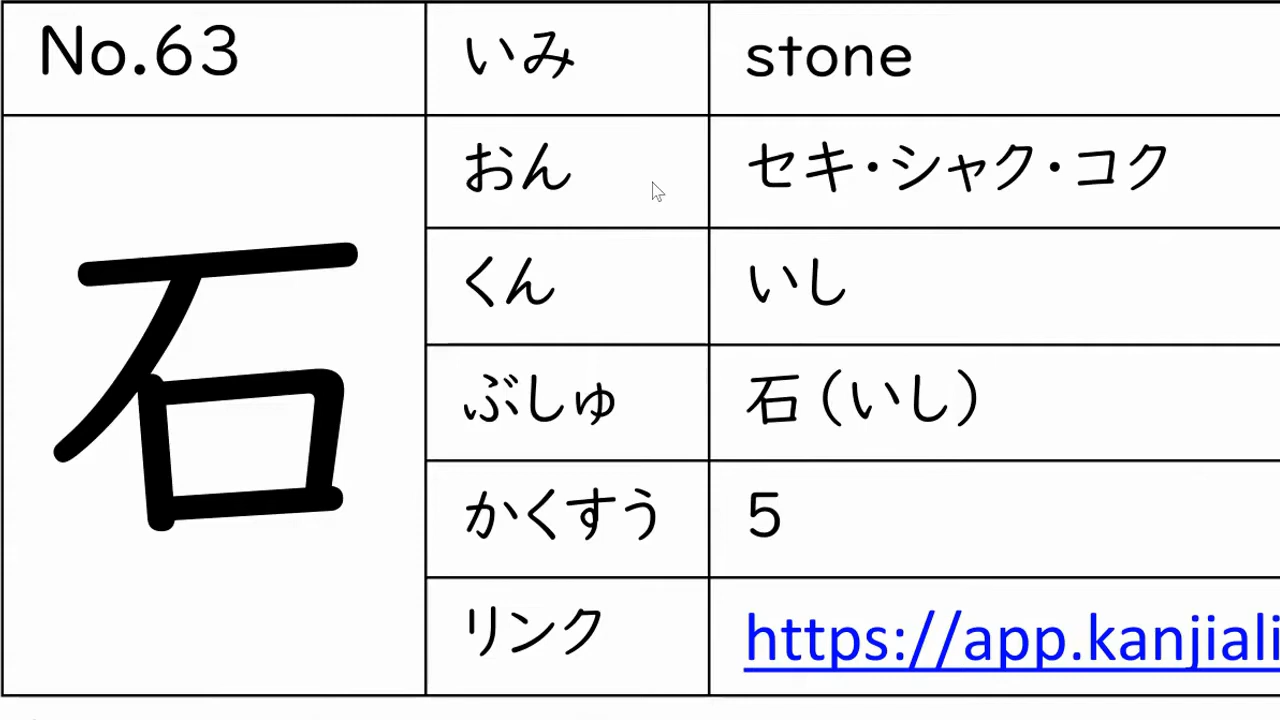 No.63 いみ stone
石
おん セキ・シャク・コク
くん いし
ぶしゅ 石(いし)
かくすう 5
リンク https://app.kanjiali